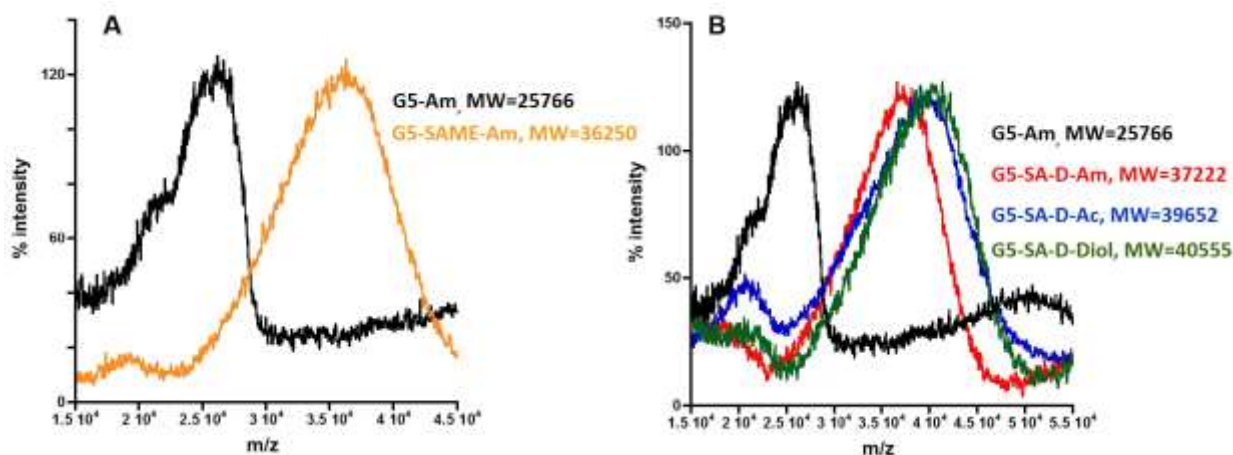 A
120
60
0
% intensity
1.5 10⁴ 2 10⁴ 2.5 10⁴ 3 10⁴ 3.5 10⁴ 4 10⁴ 4.5 10⁴
m/z
G5-Am, MW=25766
G5-SAME-Am, MW=36250
B
150
100
50
0
% intensity
1.5 10⁴ 2 10⁴ 2.5 10⁴ 3 10⁴ 3.5 10⁴ 4 10⁴ 4.5 10⁴ 5 10⁴ 5.5 10⁴
m/z
G5-Am, MW=25766
G5-SA-D-Am, MW=37222
G5-SA-D-Ac, MW=39652
G5-SA-D-Diol, MW=40555